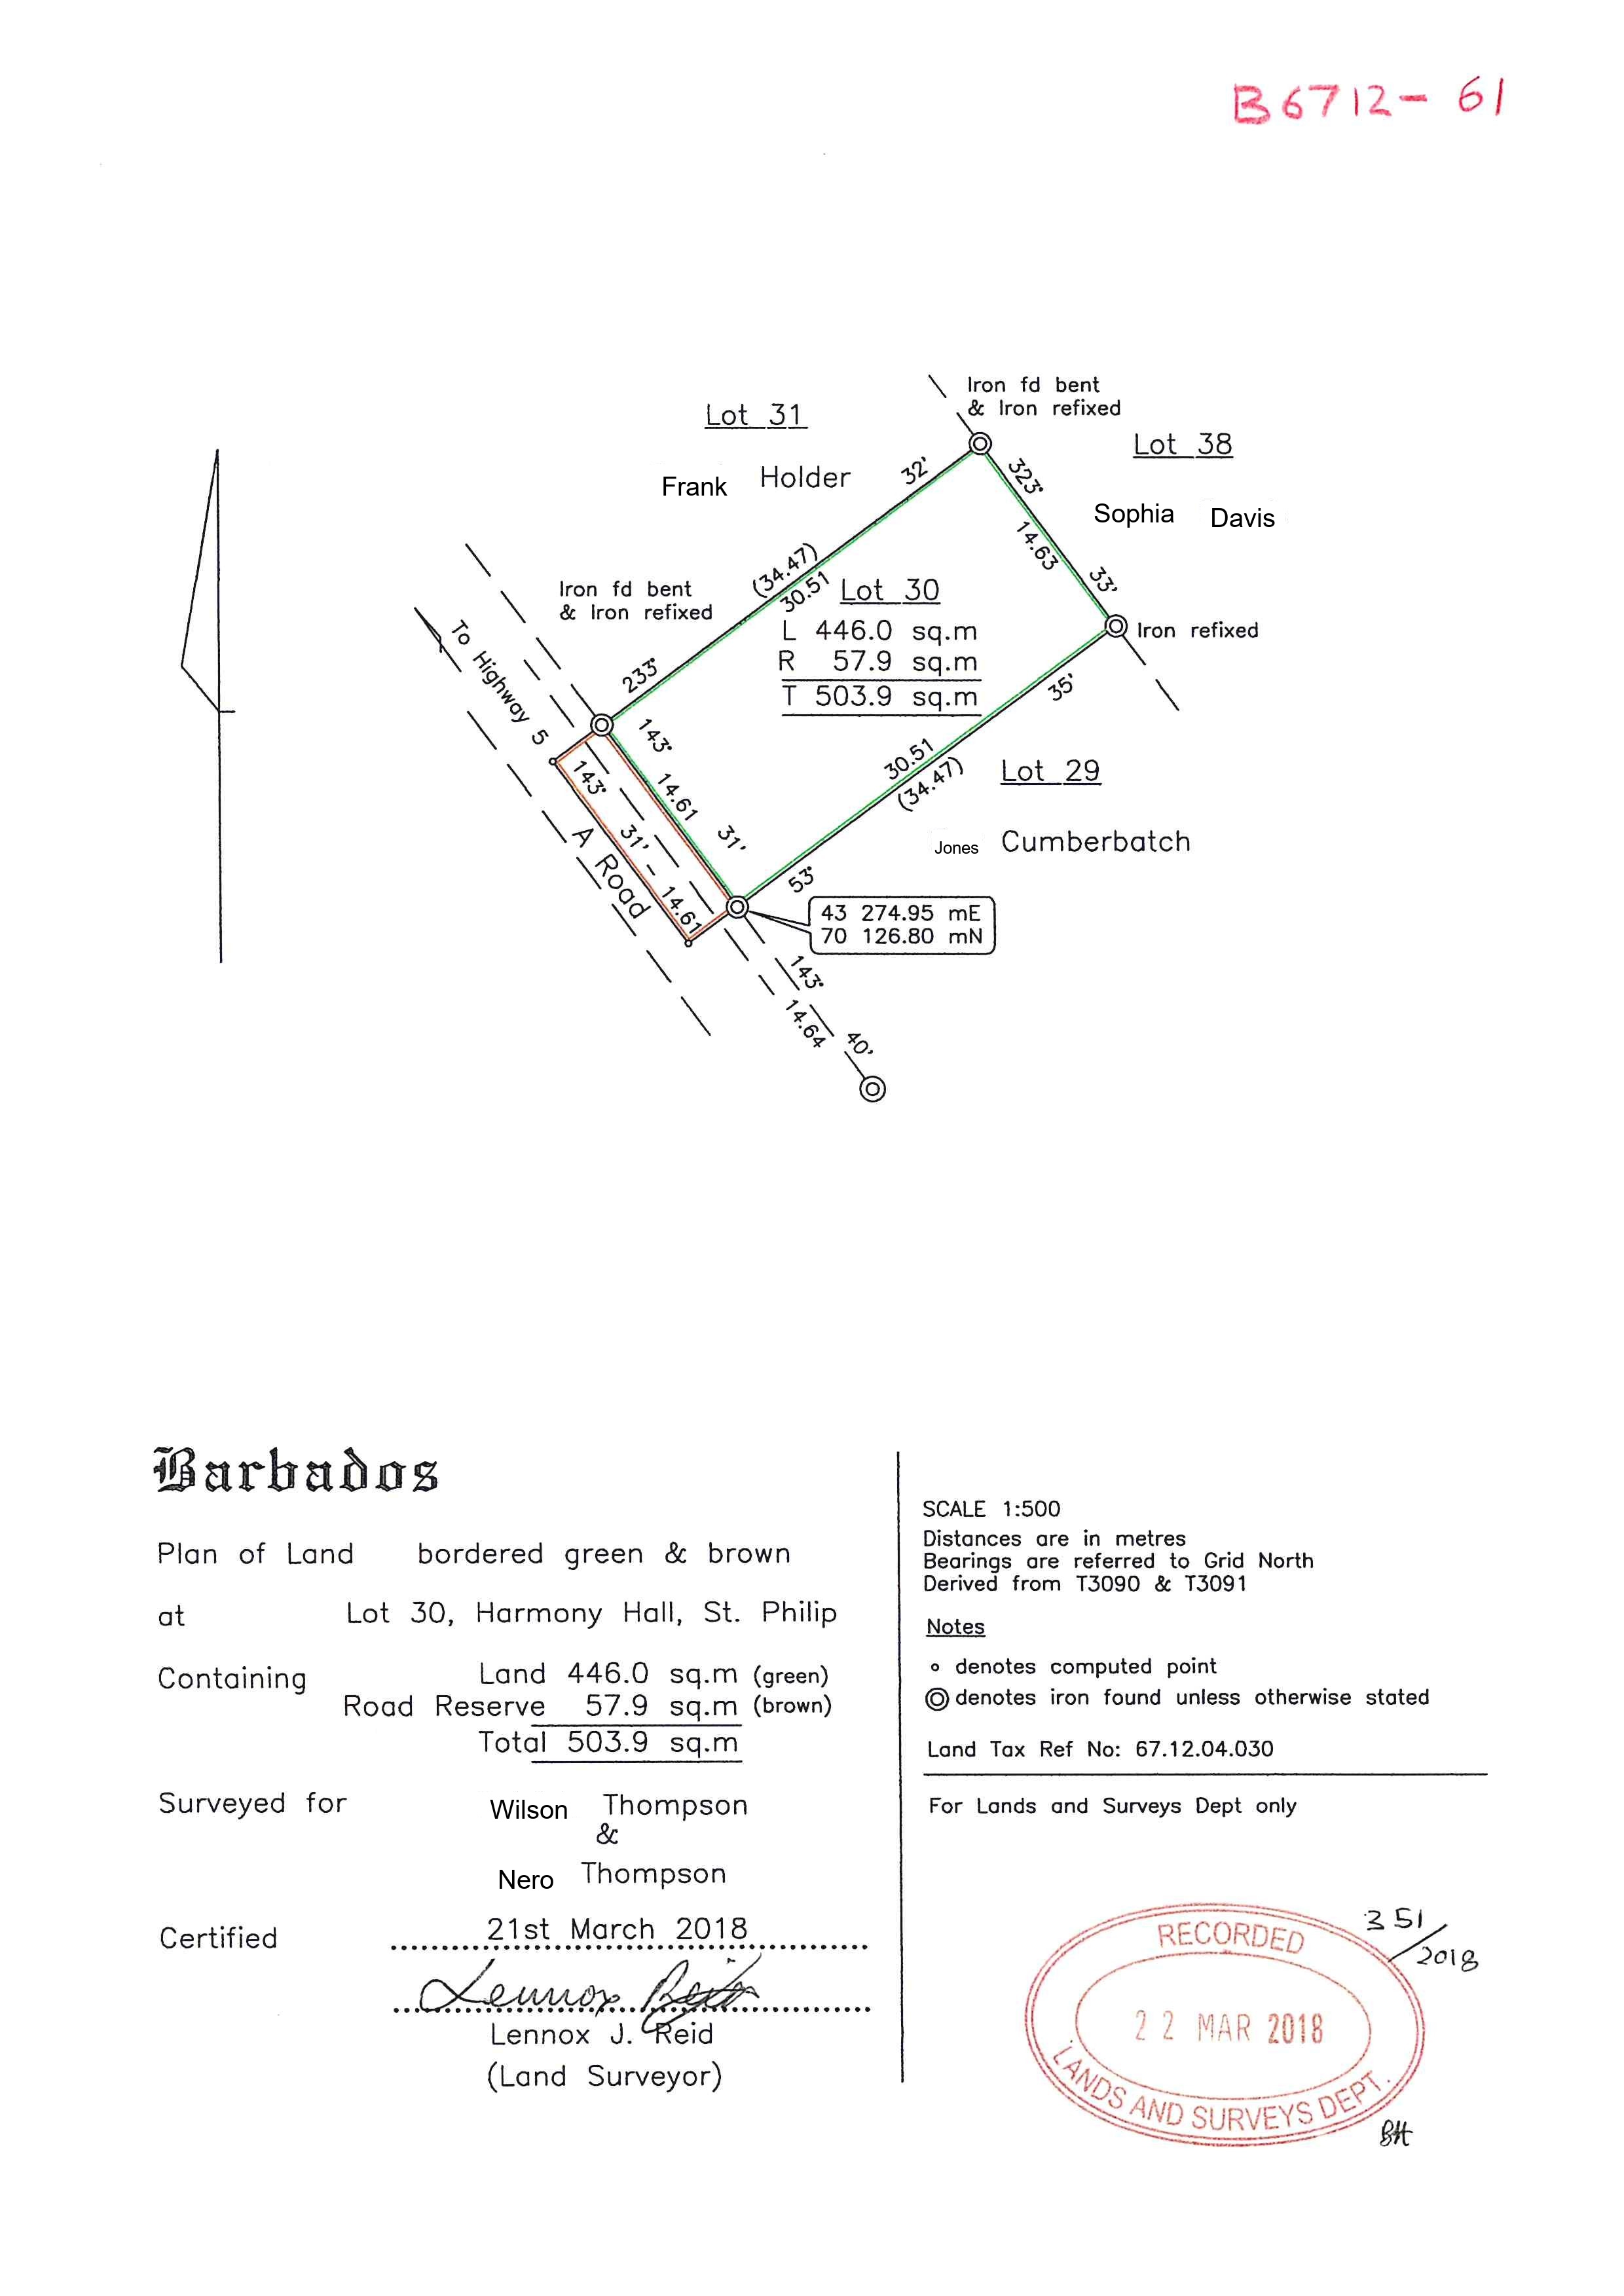 B6712- 61
Iron fd bent
& Iron refixed
Lot 31
Lot 38
Frank Holder
32'
323°
Sophia Davis
14.63
33'
(34.47)
30.51
Iron fd bent
& Iron refixed
Lot 30
L 446.0 sq.m
R 57.9 sq.m
T 503.9 sq.m
Iron refixed
To Highway 5
233°
35'
143°
14.61
31'
143°
31' - 14.61
A Road
30.51
(34.47)
Lot 29
Jones Cumberbatch
53°
43 274.95 mE
70 126.80 mN
143°
14.64
40'
Barbados
Plan of Land bordered green & brown
at Lot 30, Harmony Hall, St. Philip
Containing Land 446.0 sq.m (green)
Road Reserve 57.9 sq.m (brown)
Total 503.9 sq.m
Surveyed for Wilson Thompson
&
Nero Thompson
Certified 21st March 2018
Lennox Reid
Lennox J. Reid
(Land Surveyor)
SCALE 1:500
Distances are in metres
Bearings are referred to Grid North
Derived from T3090 & T3091
Notes
denotes computed point
denotes iron found unless otherwise stated
Land Tax Ref No: 67.12.04.030
For Lands and Surveys Dept only
351/2018
RECORDED
22 MAR 2018
LANDS AND SURVEYS DEPT.
BH